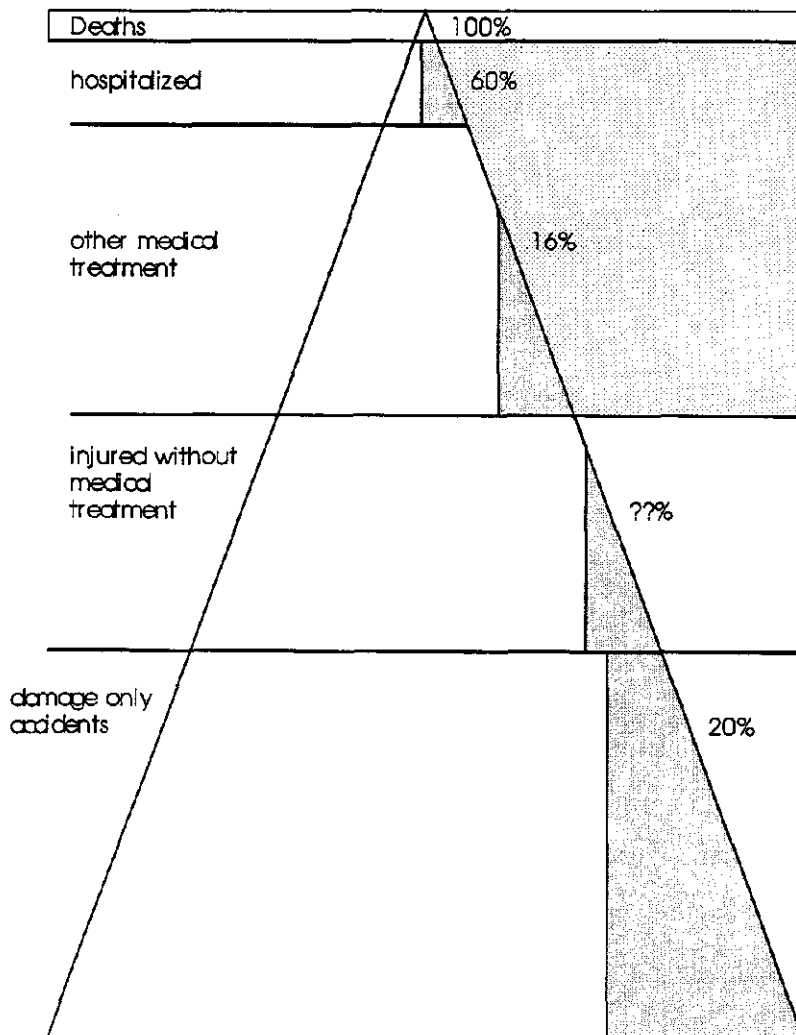 Deaths 100%
hospitalized 60%
other medical 16%
treatment
injured without
medical
treatment ??%
damage only
accidents 20%